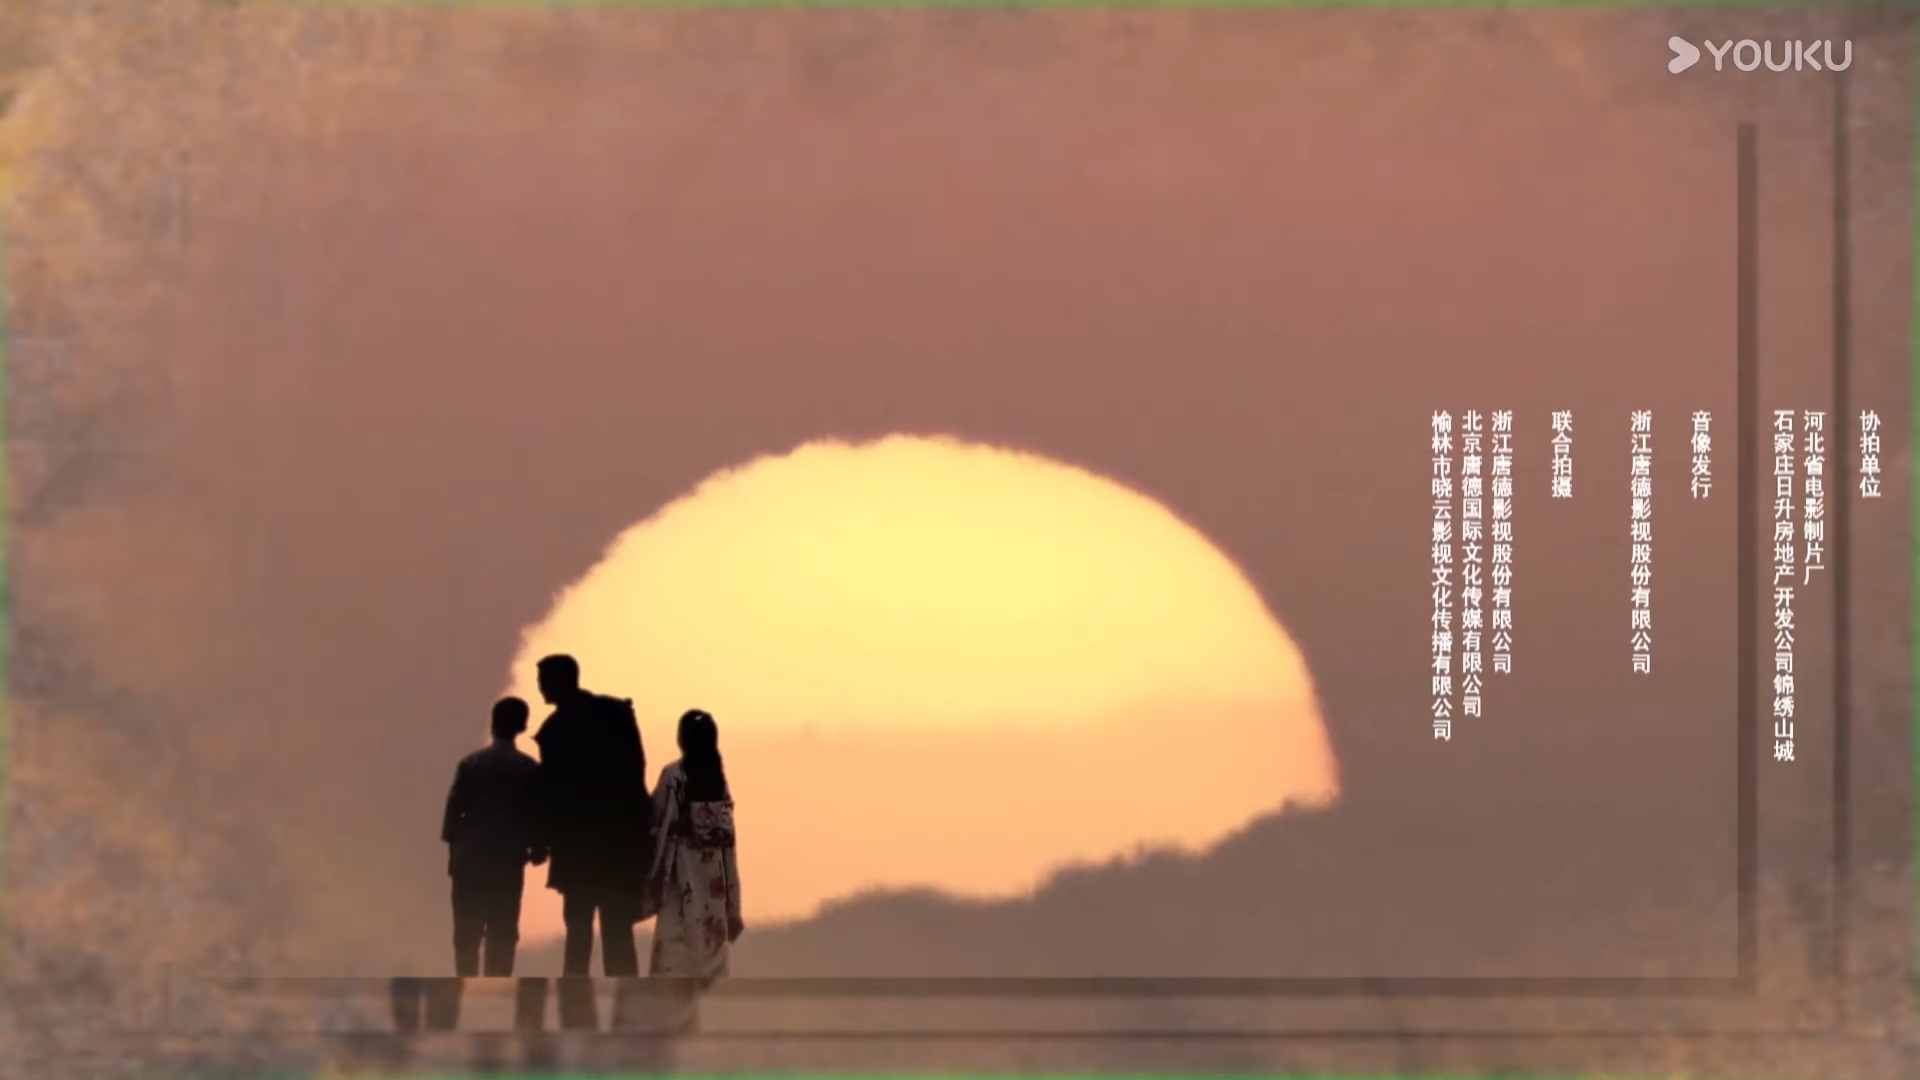 YOUKU
协拍单位
河北省电影制片厂
石家庄日升房地产开发公司锦绣山城
音像发行
浙江唐德影视股份有限公司
联合拍摄
浙江唐德影视股份有限公司
北京唐德国际文化传媒有限公司
榆林市晓云影视文化传播有限公司